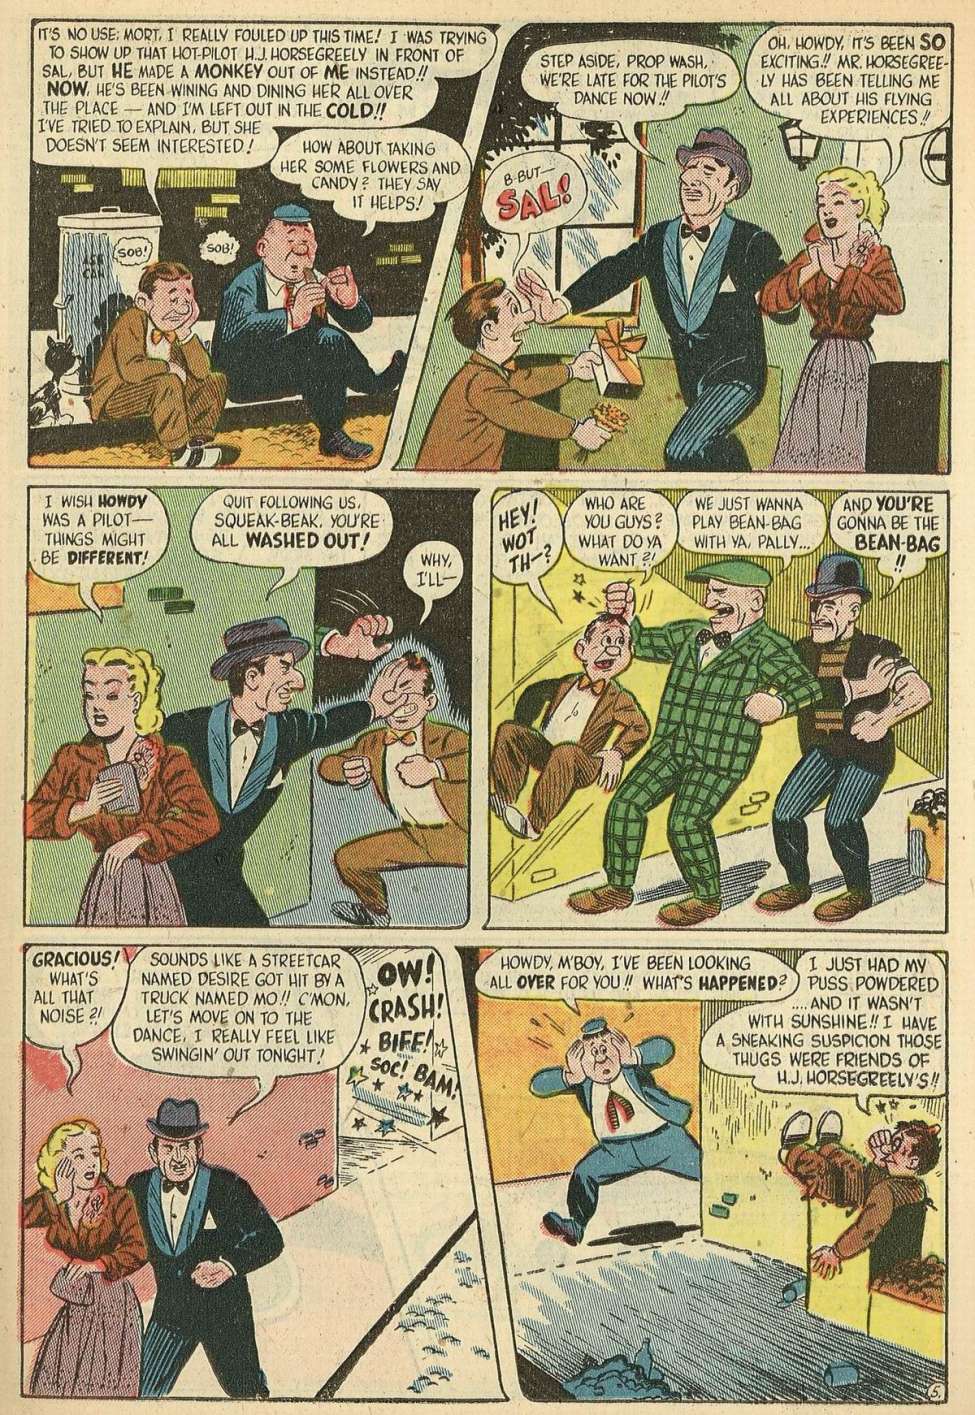 IT'S NO USE, MORT, I REALLY FOULED UP THIS TIME! I WAS TRYING
TO SHOW UP THAT HOT-PILOT H.J. HORSEGREELY IN FRONT OF
SAL, BUT HE MADE A MONKEY OUT OF ME INSTEAD!!
NOW, HE'S BEEN WINING AND DINING HER ALL OVER
THE PLACE — AND I'M LEFT OUT IN THE COLD!!
I'VE TRIED TO EXPLAIN, BUT SHE
DOESN'T SEEM INTERESTED!
HOW ABOUT TAKING
HER SOME FLOWERS AND
CANDY? THEY SAY
IT HELPS!
SOB!
SOB!
ASH
CAN
STEP ASIDE, PROP WASH,
WE'RE LATE FOR THE PILOT'S
DANCE NOW!!
OH, HOWDY, IT'S BEEN SO
EXCITING!! MR. HORSEGREE-
LY HAS BEEN TELLING ME
ALL ABOUT HIS FLYING
EXPERIENCES!!
B-BUT—
SAL!
I WISH HOWDY
WAS A PILOT—
THINGS MIGHT
BE DIFFERENT!
QUIT FOLLOWING US,
SQUEAK-BEAK, YOU'RE
ALL WASHED OUT!
WHY,
I'LL—
HEY!
WOT
TH—?
WHO ARE
YOU GUYS?
WHAT DO YA
WANT?!
WE JUST WANNA
PLAY BEAN-BAG
WITH YA, PALLY...
AND YOU'RE
GONNA BE THE
BEAN-BAG
!!
GRACIOUS!
WHAT'S
ALL THAT
NOISE?!
SOUNDS LIKE A STREETCAR
NAMED DESIRE GOT HIT BY A
TRUCK NAMED MO!! C'MON,
LET'S MOVE ON TO THE
DANCE, I REALLY FEEL LIKE
SWINGIN' OUT TONIGHT!
OW!
CRASH!
BIFF!
SOC! BAM!
HOWDY, M'BOY, I'VE BEEN LOOKING
ALL OVER FOR YOU!! WHAT'S HAPPENED?
I JUST HAD MY
PUSS POWDERED
....AND IT WASN'T
WITH SUNSHINE!! I HAVE
A SNEAKING SUSPICION THOSE
THUGS WERE FRIENDS OF
H.J. HORSEGREELY'S!!
5